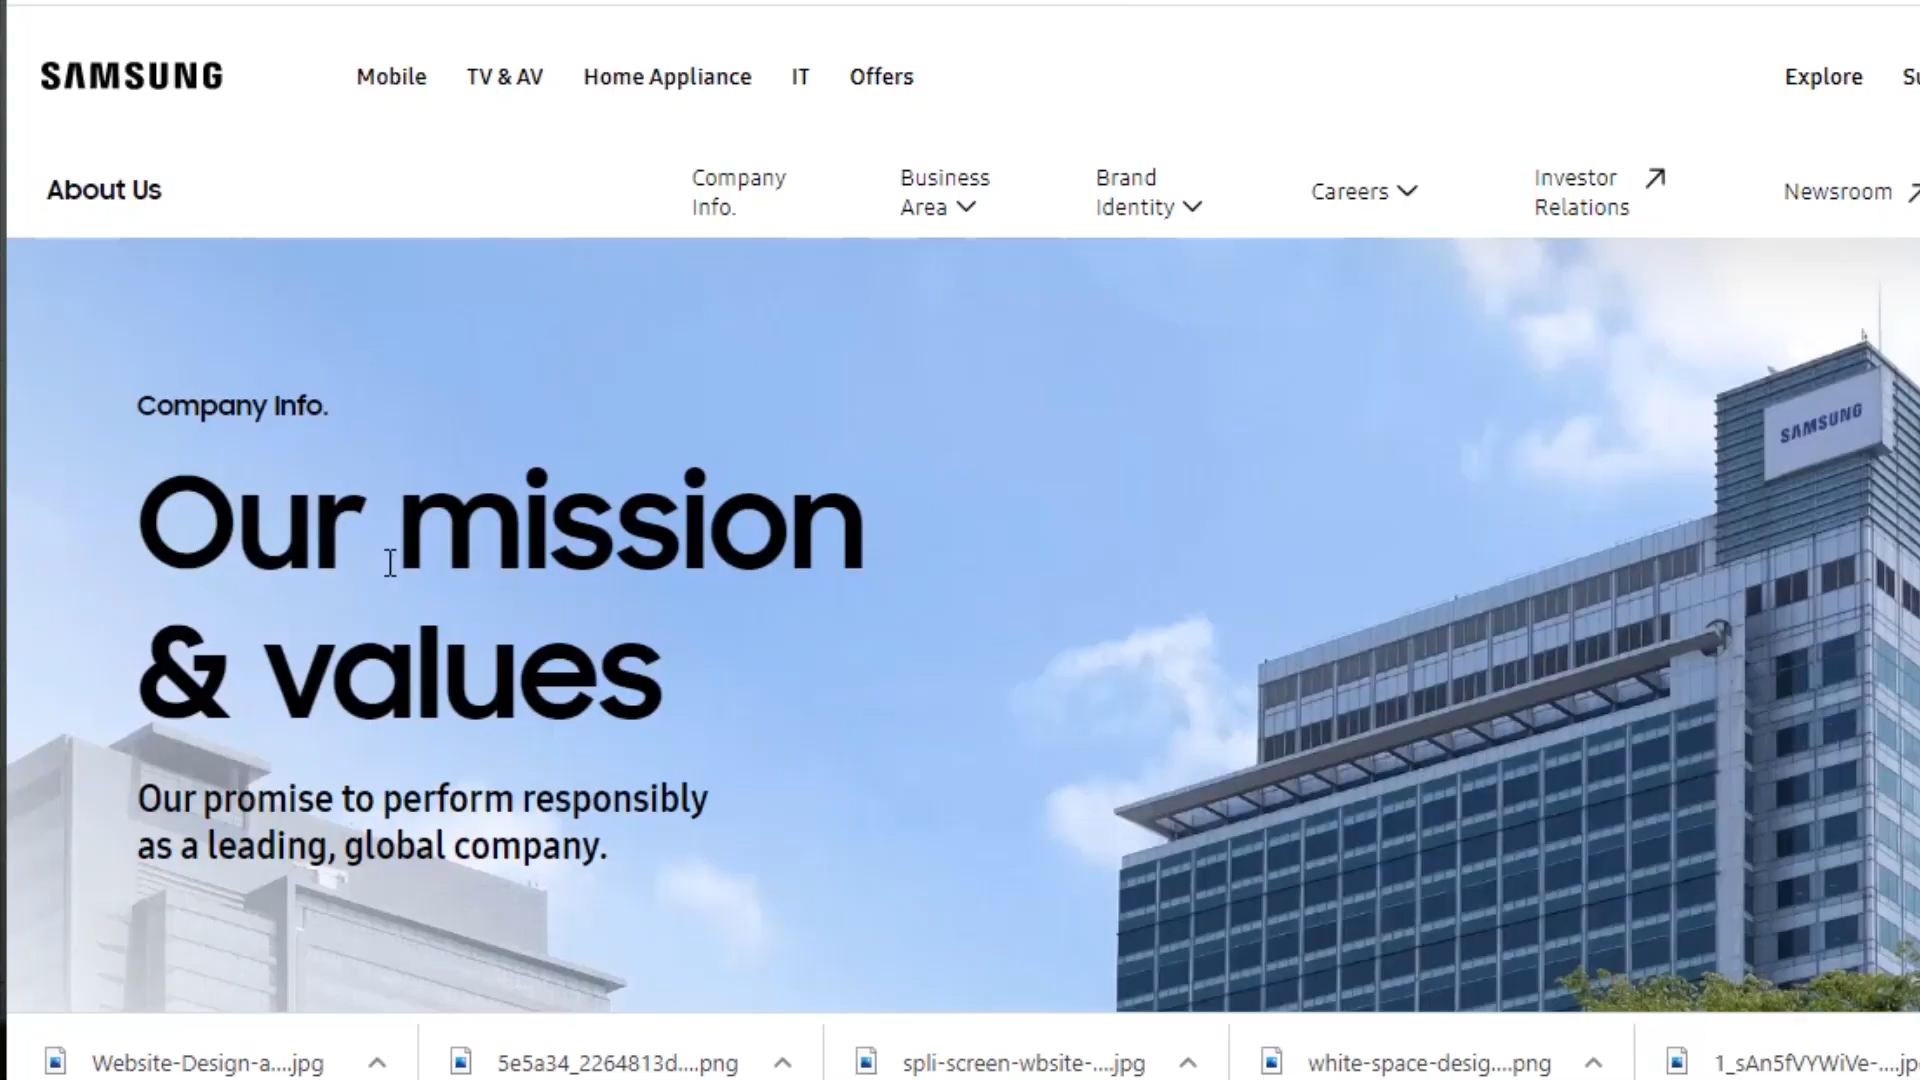 SAMSUNG
Mobile TV & AV Home Appliance IT Offers Explore
About Us
Company Info.
Business Area
Brand Identity
Careers
Investor Relations
Newsroom
Company Info.
Our mission
& values
Our promise to perform responsibly
as a leading, global company.
SAMSUNG
Website-Design-a....jpg
5e5a34_2264813d....png
spli-screen-wbsite-....jpg
white-space-desig....png
1_sAn5fVYWiVe-....jp